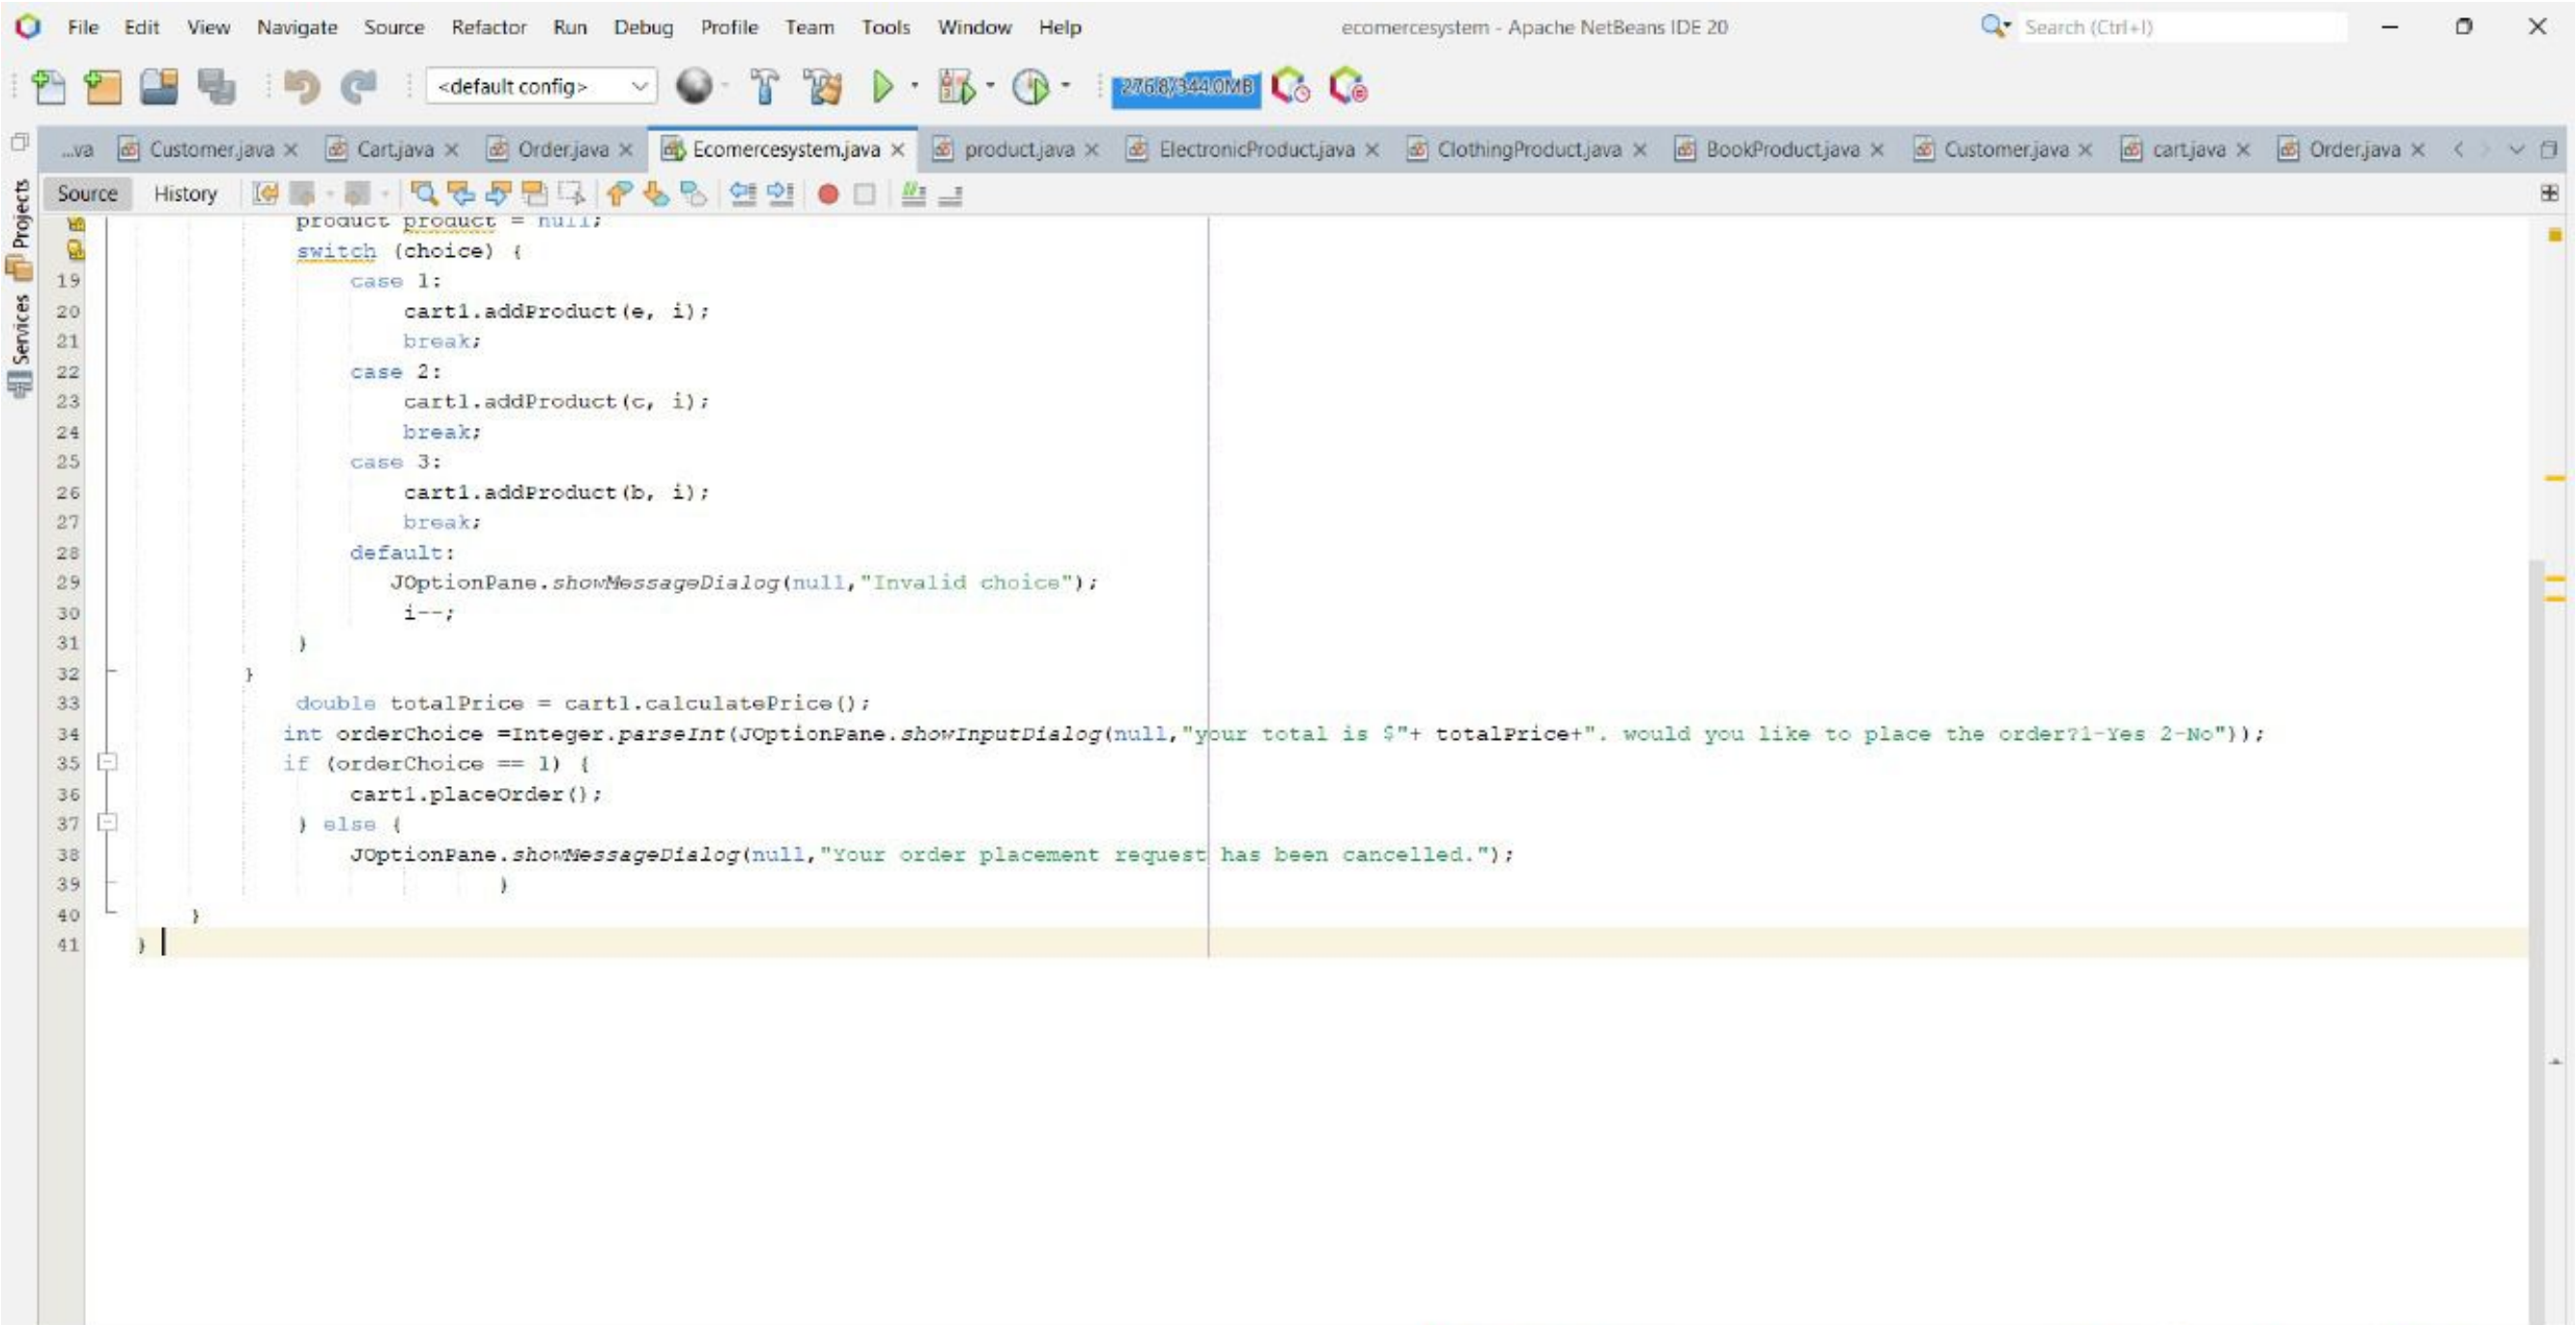 File Edit View Navigate Source Refactor Run Debug Profile Team Tools Window Help ecomercesystem - Apache NetBeans IDE 20 Search (Ctrl+I)
<default config> 276.8/344.0MB
...va Customer.java Cart.java Order.java Ecomercesystem.java product.java ElectronicProduct.java ClothingProduct.java BookProduct.java Customer.java cart.java Order.java
Source History
Projects
Services
product product = null;
switch (choice) {
19 case 1:
20 cart1.addProduct(e, i);
21 break;
22 case 2:
23 cart1.addProduct(c, i);
24 break;
25 case 3:
26 cart1.addProduct(b, i);
27 break;
28 default:
29 JOptionPane.showMessageDialog(null,"Invalid choice");
30 i--;
31 }
32 }
33 double totalPrice = cart1.calculatePrice();
34 int orderChoice =Integer.parseInt(JOptionPane.showInputDialog(null,"your total is $"+ totalPrice+". would you like to place the order?1-Yes 2-No"));
35 if (orderChoice == 1) {
36 cart1.placeOrder();
37 } else {
38 JOptionPane.showMessageDialog(null,"Your order placement request has been cancelled.");
39 }
40 }
41 }